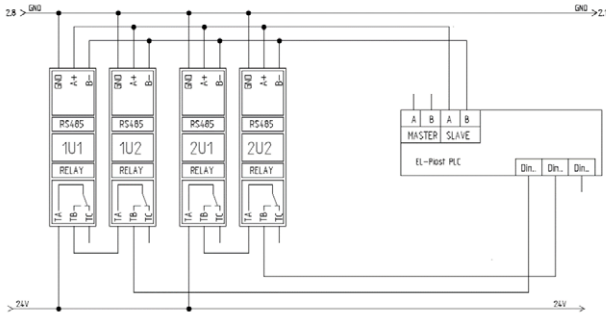 2.8 GND GND 2.
GND A+ B- GND A+ B- GND A+ B- GND A+ B-
RS485 RS485 RS485 RS485
1U1 1U2 2U1 2U2
RELAY RELAY RELAY RELAY
TA TB TC TA TB TC TA TB TC TA TB TC
A B A B
MASTER SLAVE
EL-Piast PLC
Din.. Din.. Din..
24V 24V